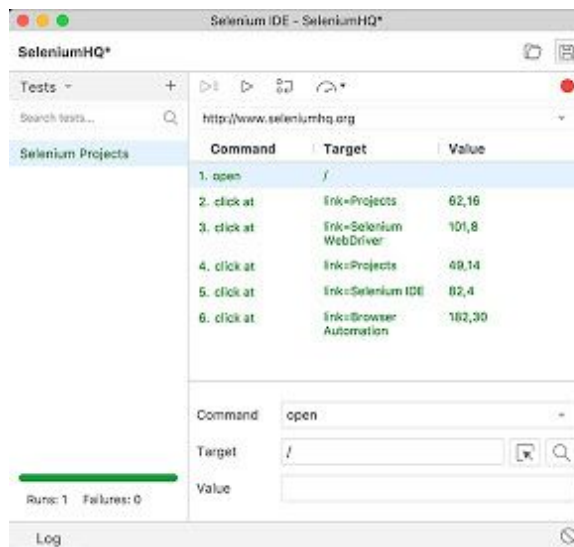 Selenium IDE - SeleniumHQ*
SeleniumHQ*
Tests
+
Search tests...
http://www.seleniumhq.org
Selenium Projects
Command Target Value
1. open /
2. click at link=Projects 62,16
3. click at link=Selenium WebDriver 101,8
4. click at link=Projects 49,14
5. click at link=Selenium IDE 82,4
6. click at link=Browser Automation 182,30
Command open
Target /
Value
Runs: 1 Failures: 0
Log